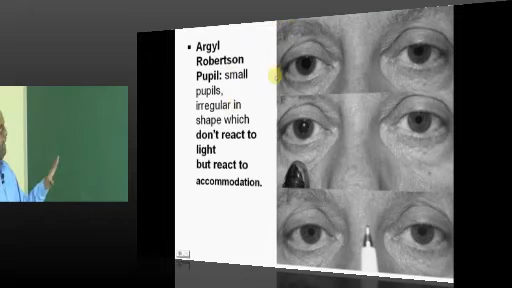 Argyl
Robertson
Pupil: small
pupils,
irregular in
shape which
don't react to
light
but react to
accommodation.